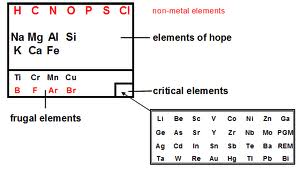 H C N O P S Cl non-metal elements
Na Mg Al Si
K Ca Fe
elements of hope
Ti Cr Mn Cu
B F Ar Br
critical elements
frugal elements
Li Be Sc V Co Ni Zn Ga
Ge As Sr Y Zr Nb Mo PGM
Ag Cd In Sn Sb Te Ba REM
Ta W Re Au Hg Tl Pb Bi